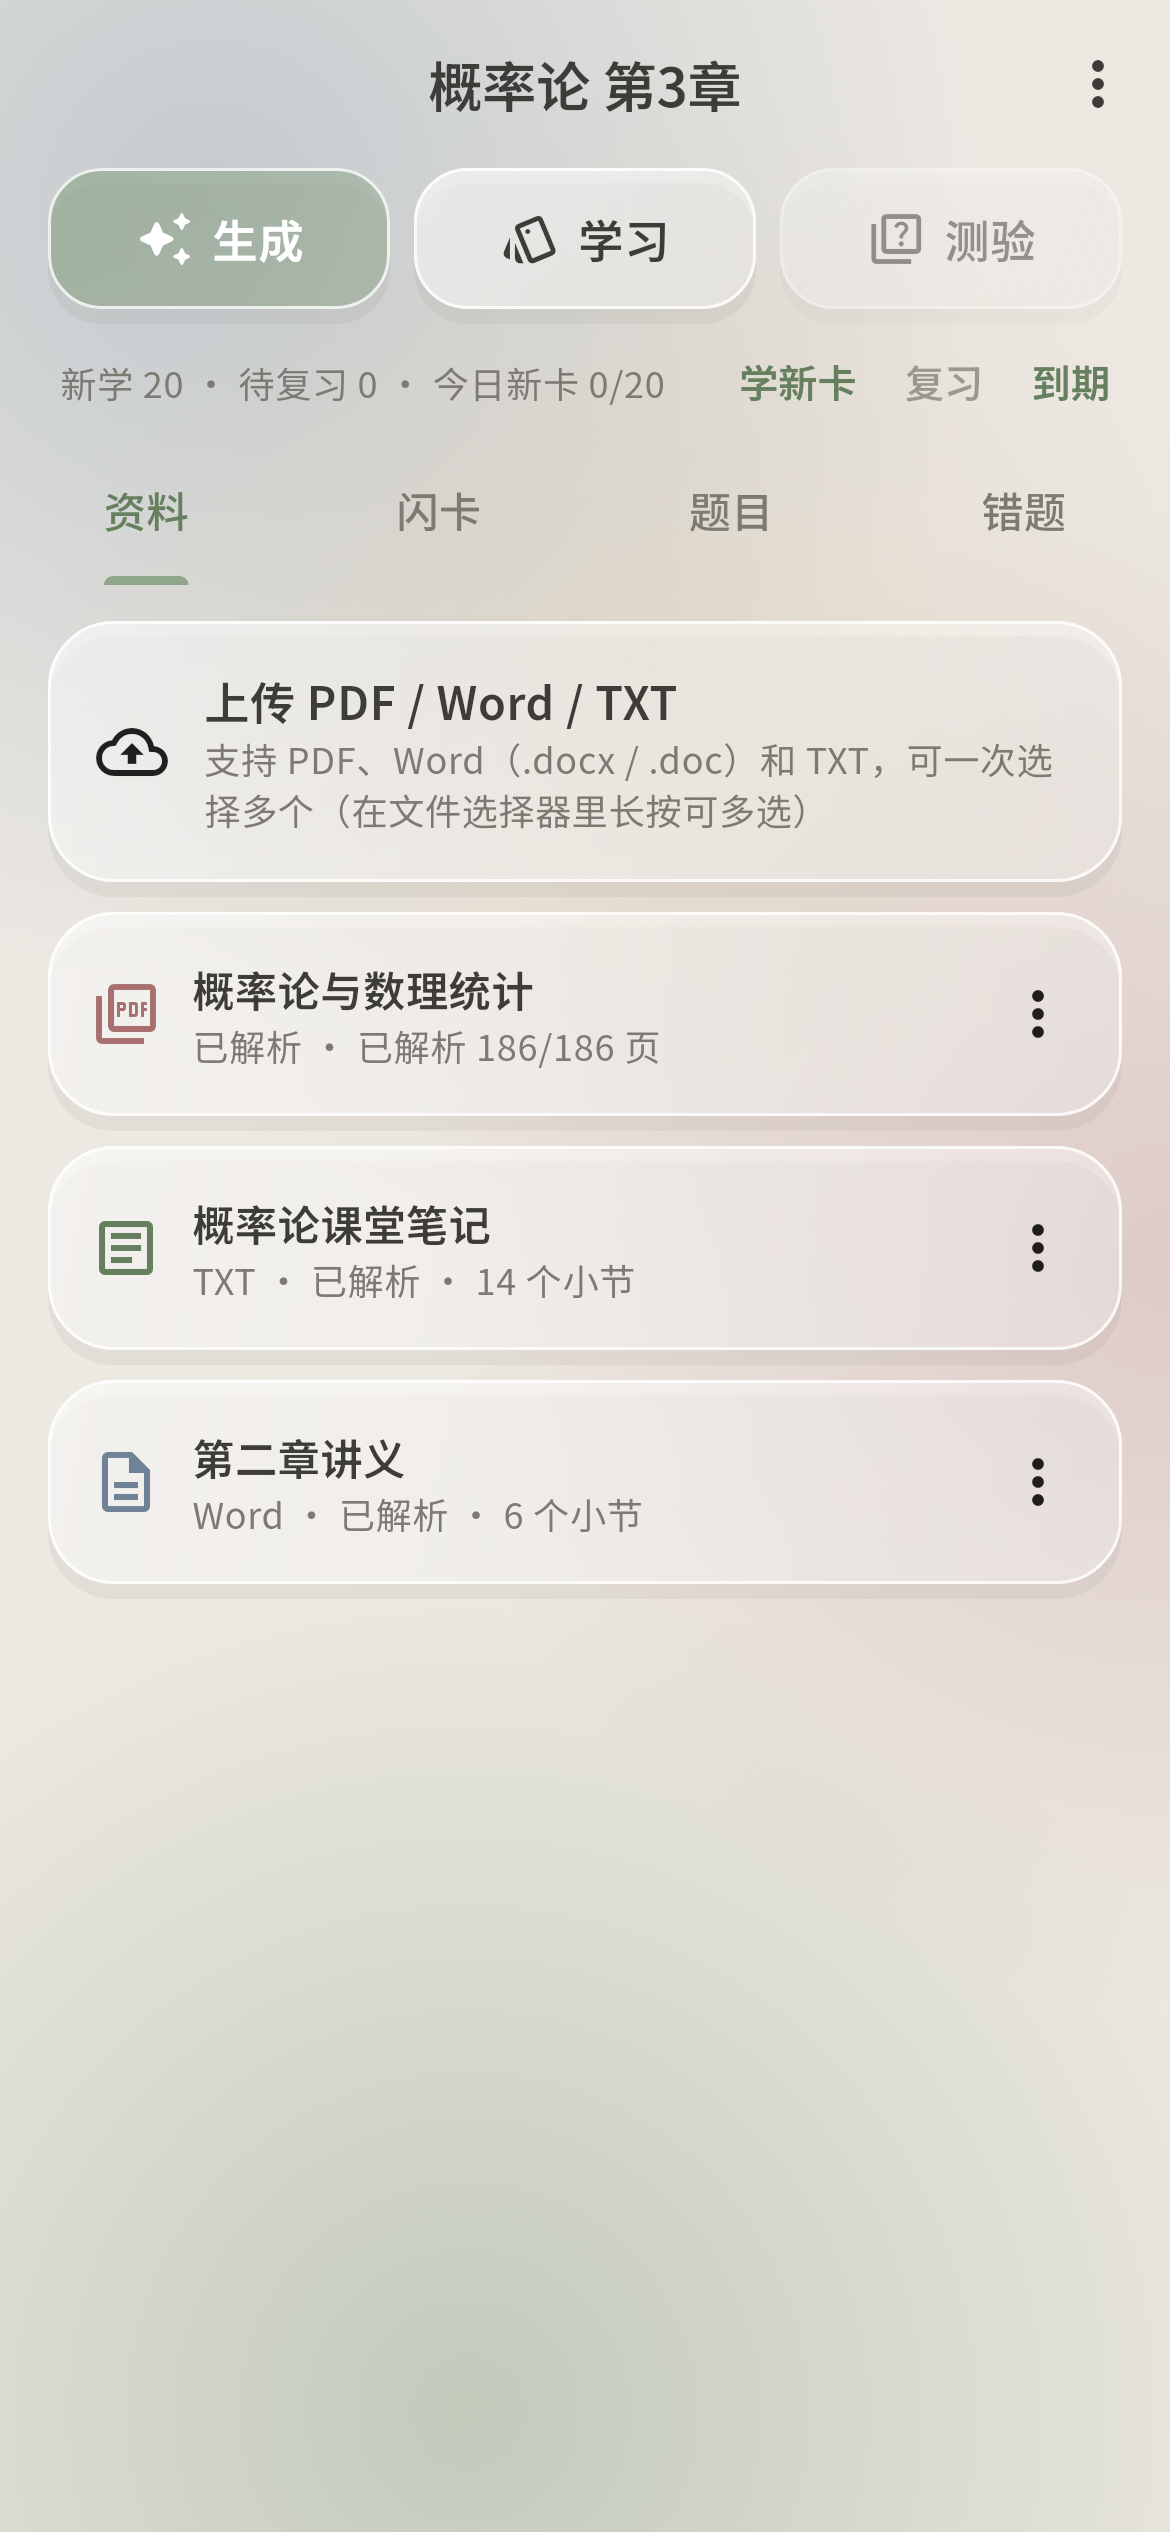 概率论 第3章
生成
学习
测验
新学 20 · 待复习 0 · 今日新卡 0/20
学新卡 复习 到期
资料 闪卡 题目 错题
上传 PDF / Word / TXT
支持 PDF、Word（.docx / .doc）和 TXT，可一次选
择多个（在文件选择器里长按可多选）
PDF
概率论与数理统计
已解析 · 已解析 186/186 页
概率论课堂笔记
TXT · 已解析 · 14 个小节
第二章讲义
Word · 已解析 · 6 个小节